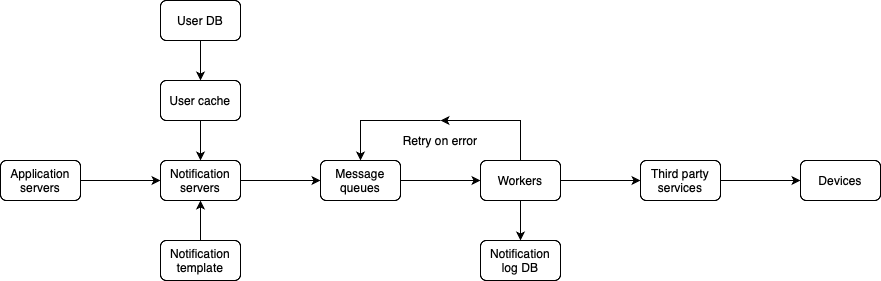 User DB
User cache
Retry on error
Application
servers
Notification
servers
Message
queues
Workers
Third party
services
Devices
Notification
template
Notification
log DB